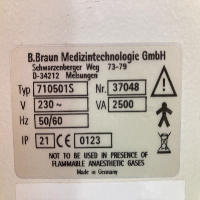 B.Braun Medizintechnologie GmbH
Schwarzenberger Weg 73-79
D-34212 Melsungen
Typ 710501S Nr. 37048
V 230 ~ VA 2500
Hz 50/60
IP 21 CE 0123
NOT TO BE USED IN PRESENCE OF
FLAMMABLE ANAESTHETIC GASES
Made in Germany